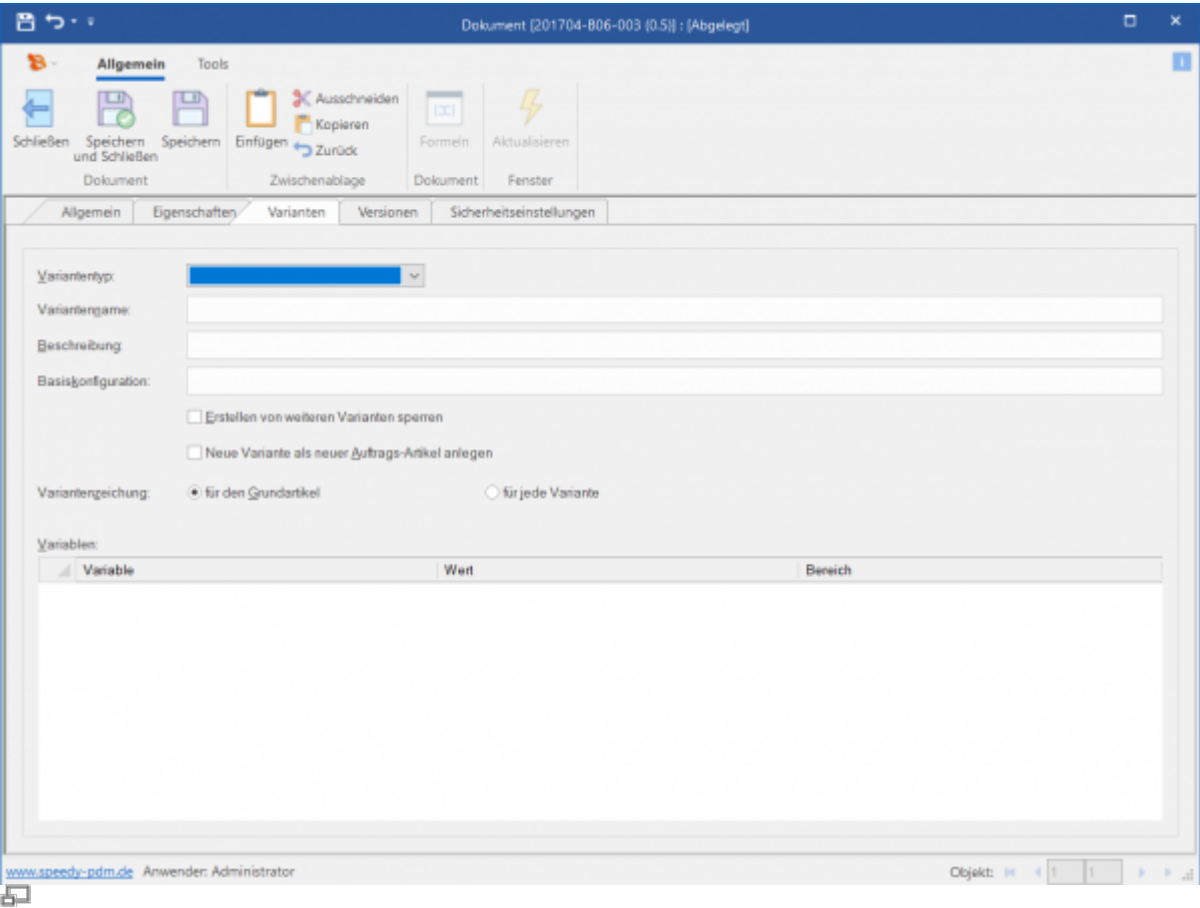 Dokument [201704-B06-003 (0.5)] : [Abgelegt]
Allgemein Tools
Schließen Speichern und Schließen Speichern Einfügen Ausschneiden Kopieren Zurück Formeln Aktualisieren
Dokument Zwischenablage Dokument Fenster
Allgemein Eigenschaften Varianten Versionen Sicherheitseinstellungen
Variantentyp:
Variantenname:
Beschreibung:
Basiskonfiguration:
Erstellen von weiteren Varianten sperren
Neue Variante als neuer Auftrags-Artikel anlegen
Variantenzeichung: für den Grundartikel für jede Variante
Variablen:
Variable Wert Bereich
www.speedy-pdm.de Anwender: Administrator Objekt: 1 1